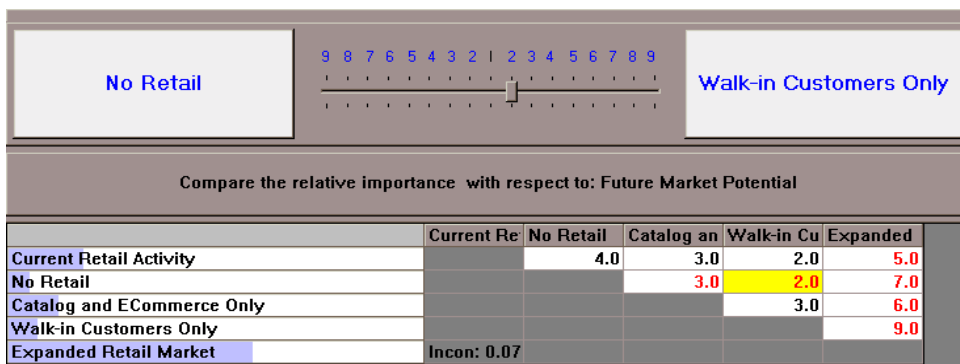 9 8 7 6 5 4 3 2 1 2 3 4 5 6 7 8 9
No Retail
Walk-in Customers Only
Compare the relative importance with respect to: Future Market Potential
Current Re No Retail Catalog an Walk-in Cu Expanded
Current Retail Activity 4.0 3.0 2.0 5.0
No Retail 3.0 2.0 7.0
Catalog and ECommerce Only 3.0 6.0
Walk-in Customers Only 9.0
Expanded Retail Market Incon: 0.07